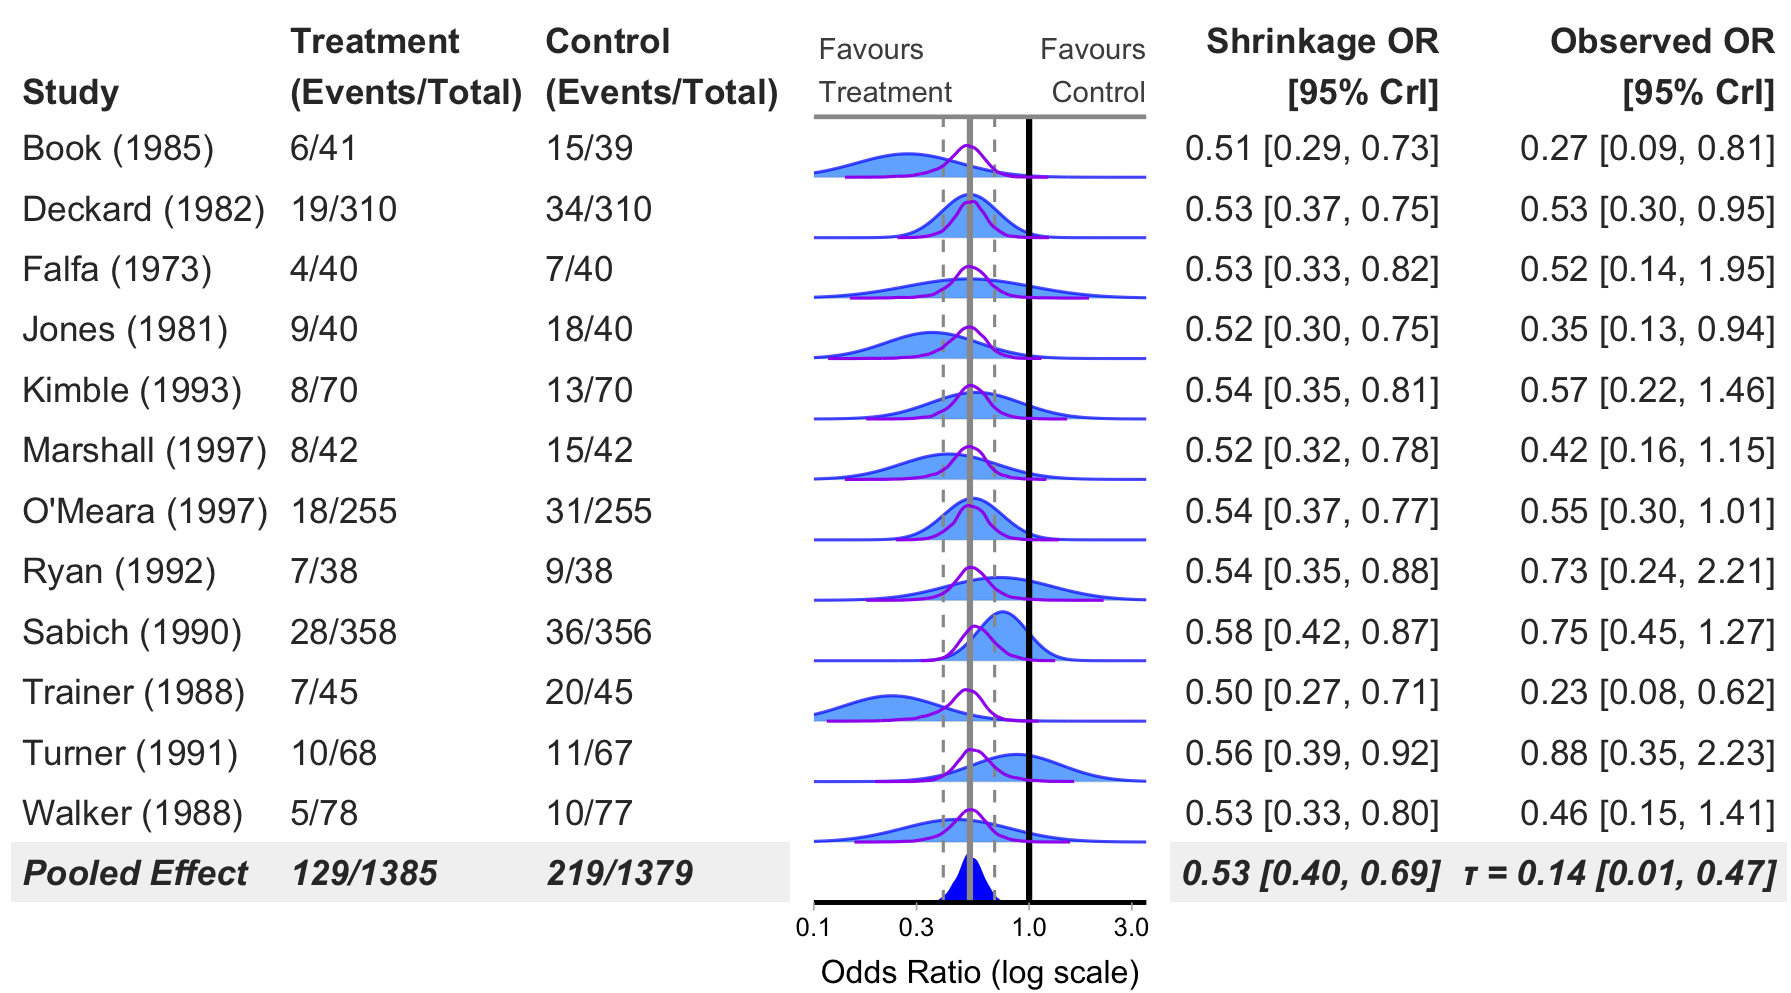 Study
Treatment
(Events/Total)
Control
(Events/Total)
Favours
Treatment
Favours
Control
Shrinkage OR
[95% CrI]
Observed OR
[95% CrI]
Book (1985) 6/41 15/39 0.51 [0.29, 0.73] 0.27 [0.09, 0.81]
Deckard (1982) 19/310 34/310 0.53 [0.37, 0.75] 0.53 [0.30, 0.95]
Falfa (1973) 4/40 7/40 0.53 [0.33, 0.82] 0.52 [0.14, 1.95]
Jones (1981) 9/40 18/40 0.52 [0.30, 0.75] 0.35 [0.13, 0.94]
Kimble (1993) 8/70 13/70 0.54 [0.35, 0.81] 0.57 [0.22, 1.46]
Marshall (1997) 8/42 15/42 0.52 [0.32, 0.78] 0.42 [0.16, 1.15]
O'Meara (1997) 18/255 31/255 0.54 [0.37, 0.77] 0.55 [0.30, 1.01]
Ryan (1992) 7/38 9/38 0.54 [0.35, 0.88] 0.73 [0.24, 2.21]
Sabich (1990) 28/358 36/356 0.58 [0.42, 0.87] 0.75 [0.45, 1.27]
Trainer (1988) 7/45 20/45 0.50 [0.27, 0.71] 0.23 [0.08, 0.62]
Turner (1991) 10/68 11/67 0.56 [0.39, 0.92] 0.88 [0.35, 2.23]
Walker (1988) 5/78 10/77 0.53 [0.33, 0.80] 0.46 [0.15, 1.41]
Pooled Effect 129/1385 219/1379 0.53 [0.40, 0.69] τ = 0.14 [0.01, 0.47]
0.1 0.3 1.0 3.0
Odds Ratio (log scale)